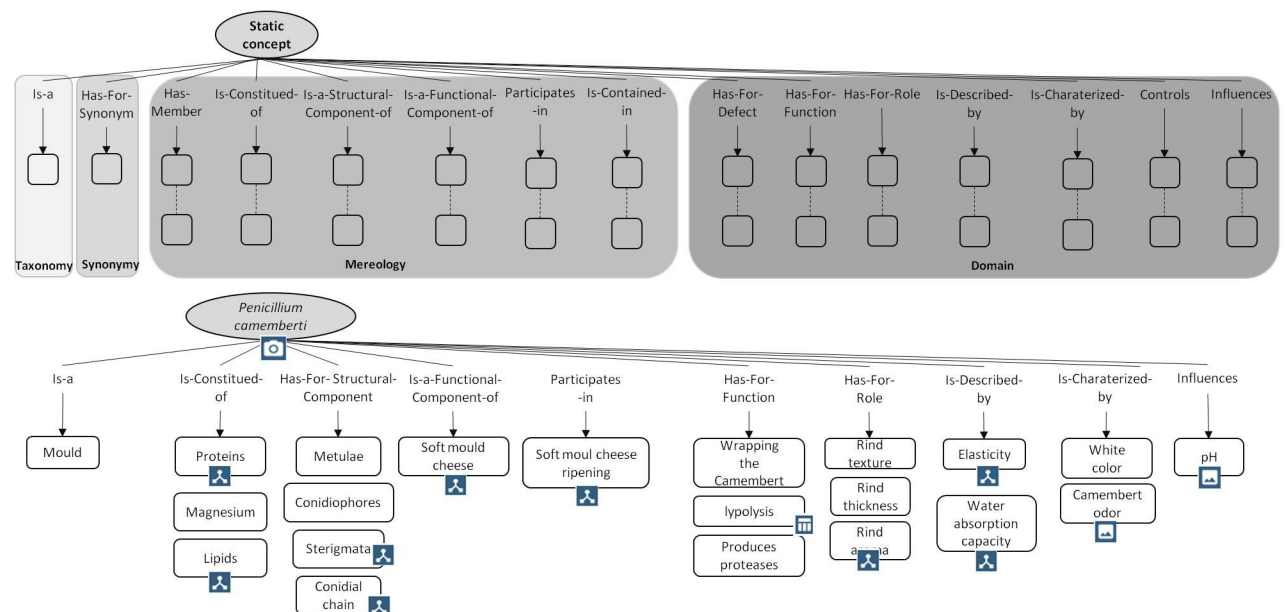 Static
concept
Is-a
Has-For-
Synonym
Has-
Member
Is-Constitued-
of
Is-a-Structural-
Component-of
Is-a-Functional-
Component-of
Participates
-in
Is-Contained-
in
Has-For-
Defect
Has-For-
Function
Has-For-Role
Is-Described-
by
Is-Charaterized-
by
Controls
Influences
Taxonomy
Synonymy
Mereology
Domain
Penicillium
camemberti
Is-a
Is-Constitued-
of
Has-For- Structural-
Component
Is-a-Functional-
Component-of
Participates
-in
Has-For-
Function
Has-For-
Role
Is-Described-
by
Is-Charaterized-
by
Influences
Mould
Proteins
Magnesium
Lipids
Metulae
Conidiophores
Sterigmata
Conidial
chain
Soft mould
cheese
Soft moul cheese
ripening
Wrapping
the
Camembert
lypolysis
Produces
proteases
Rind
texture
Rind
thickness
Rind
aroma
Elasticity
Water
absorption
capacity
White
color
Camembert
odor
pH